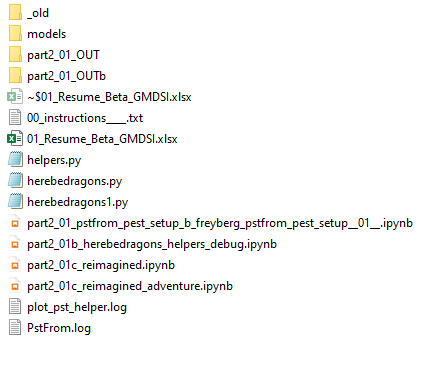 _old
models
part2_01_OUT
part2_01_OUTb
~$01_Resume_Beta_GMDSI.xlsx
00_instructions____.txt
01_Resume_Beta_GMDSI.xlsx
helpers.py
herebedragons.py
herebedragons1.py
part2_01_pstfrom_pest_setup_b_freyberg_pstfrom_pest_setup__01__.ipynb
part2_01b_herebedragons_helpers_debug.ipynb
part2_01c_reimagined.ipynb
part2_01c_reimagined_adventure.ipynb
plot_pst_helper.log
PstFrom.log